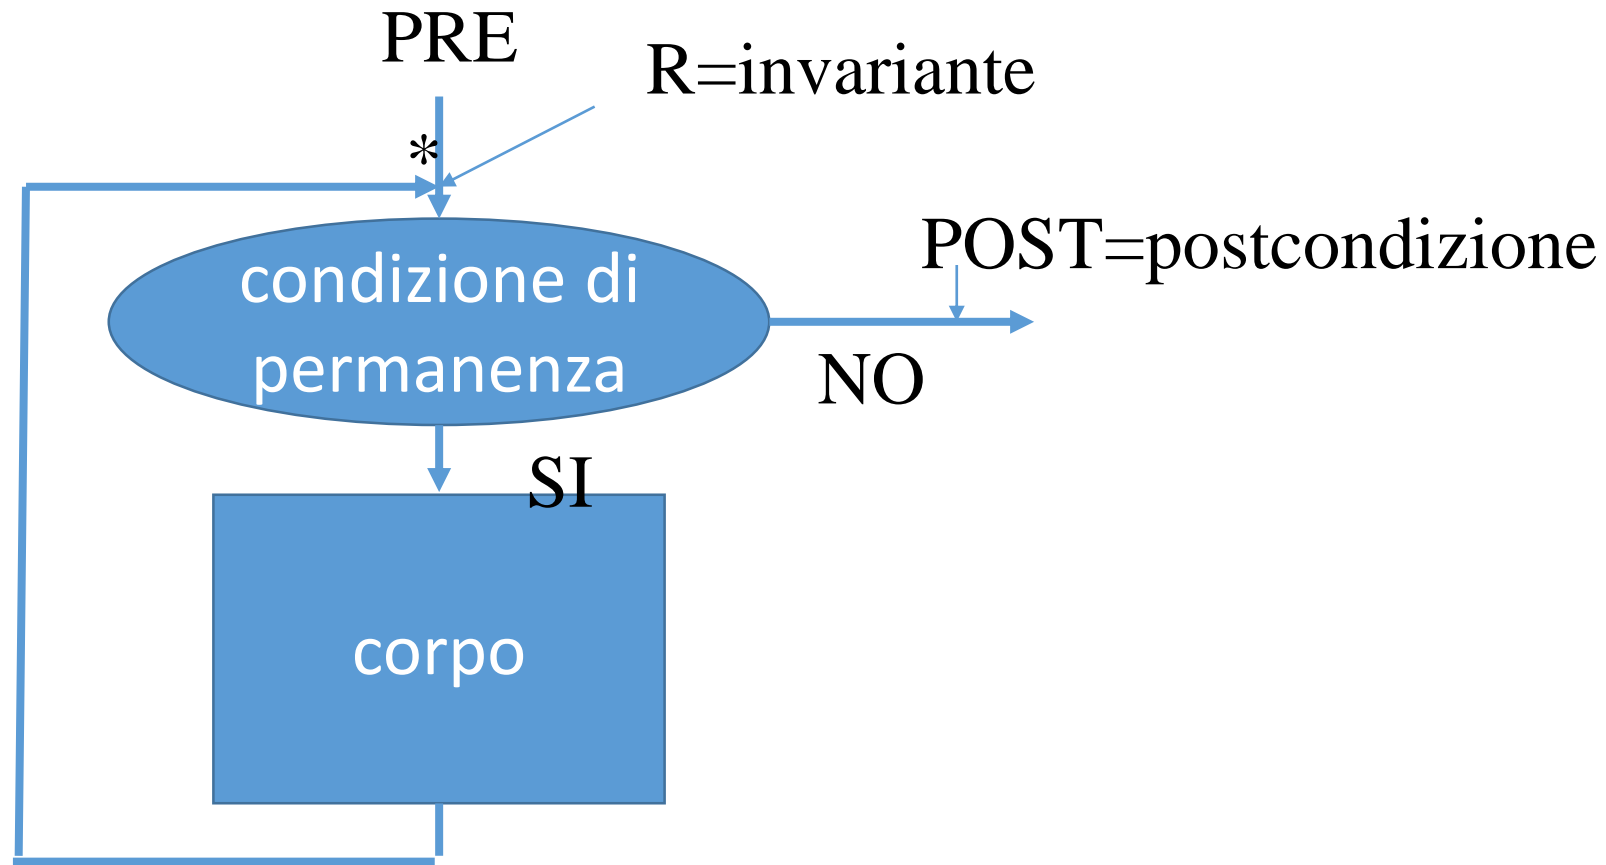 PRE
R=invariante
*
POST=postcondizione
condizione di
permanenza
NO
SI
corpo